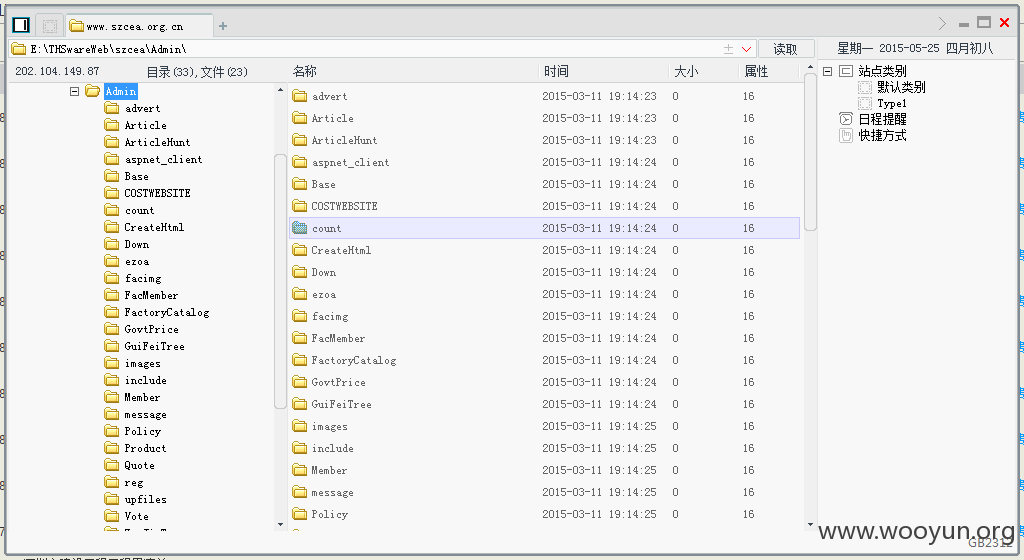 www.szcea.org.cn
E:\THSwareWeb\szcea\Admin\
读取
星期一 2015-05-25 四月初八
202.104.149.87 目录(33),文件(23)
名称 时间 大小 属性
Admin
advert
Article
ArticleHunt
aspnet_client
Base
COSTWEBSITE
count
CreateHtml
Down
ezoa
facimg
FacMember
FactoryCatalog
GovtPrice
GuiFeiTree
images
include
Member
message
Policy
Product
Quote
reg
upfiles
Vote
advert 2015-03-11 19:14:23 0 16
Article 2015-03-11 19:14:23 0 16
ArticleHunt 2015-03-11 19:14:23 0 16
aspnet_client 2015-03-11 19:14:24 0 16
Base 2015-03-11 19:14:24 0 16
COSTWEBSITE 2015-03-11 19:14:24 0 16
count 2015-03-11 19:14:24 0 16
CreateHtml 2015-03-11 19:14:24 0 16
Down 2015-03-11 19:14:24 0 16
ezoa 2015-03-11 19:14:24 0 16
facimg 2015-03-11 19:14:24 0 16
FacMember 2015-03-11 19:14:24 0 16
FactoryCatalog 2015-03-11 19:14:24 0 16
GovtPrice 2015-03-11 19:14:24 0 16
GuiFeiTree 2015-03-11 19:14:24 0 16
images 2015-03-11 19:14:25 0 16
include 2015-03-11 19:14:25 0 16
Member 2015-03-11 19:14:25 0 16
message 2015-03-11 19:14:25 0 16
Policy 2015-03-11 19:14:25 0 16
站点类别
默认类别
Type1
日程提醒
快捷方式
www.wooyun.org
GB2312